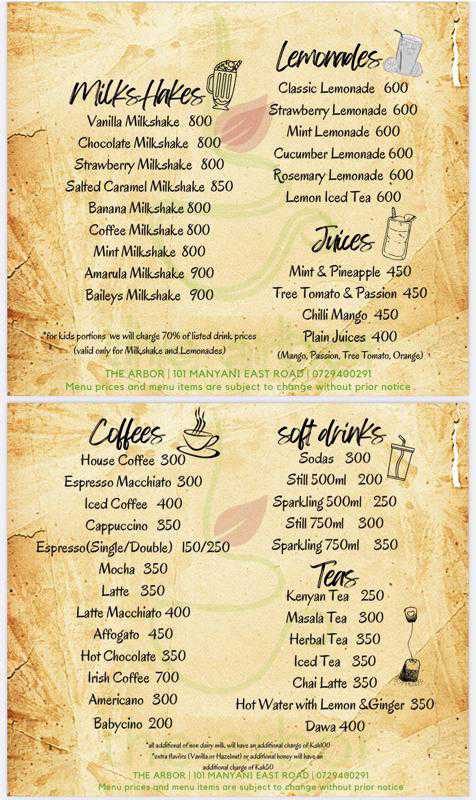 Milkshakes
Vanilla Milkshake 800
Chocolate Milkshake 800
Strawberry Milkshake 800
Salted Caramel Milkshake 850
Banana Milkshake 800
Coffee Milkshake 800
Mint Milkshake 800
Amarula Milkshake 900
Baileys Milkshake 900
*for kids portions we will charge 70% of listed drink prices
(valid only for Milkshake and Lemonades)
Lemonades
Classic Lemonade 600
Strawberry Lemonade 600
Mint Lemonade 600
Cucumber Lemonade 600
Rosemary Lemonade 600
Lemon Iced Tea 600
Juices
Mint & Pineapple 450
Tree Tomato & Passion 450
Chilli Mango 450
Plain Juices 400
(Mango, Passion, Tree Tomato, Orange)
THE ARBOR | 101 MANYANI EAST ROAD | 0729400291
Menu prices and menu items are subject to change without prior notice
Coffees
House Coffee 300
Espresso Macchiato 300
Iced Coffee 400
Cappuccino 350
Espresso(Single/Double) 150/250
Mocha 350
Latte 350
Latte Macchiato 400
Affogato 450
Hot Chocolate 350
Irish Coffee 700
Americano 300
Babycino 200
soft drinks
Sodas 300
Still 500ml 200
Sparkling 500ml 250
Still 750ml 300
Sparkling 750ml 350
Teas
Kenyan Tea 250
Masala Tea 300
Herbal Tea 350
Iced Tea 350
Chai Latte 350
Hot Water with Lemon &Ginger 350
Dawa 400
*all additional of non dairy milk, will have an additional charge of Ksh100
*extra flavors (Vanilla or Hazelnut) or additional honey will have an
additional charge of Ksh50
THE ARBOR | 101 MANYANI EAST ROAD | 0729400291
Menu prices and menu items are subject to change without prior notice